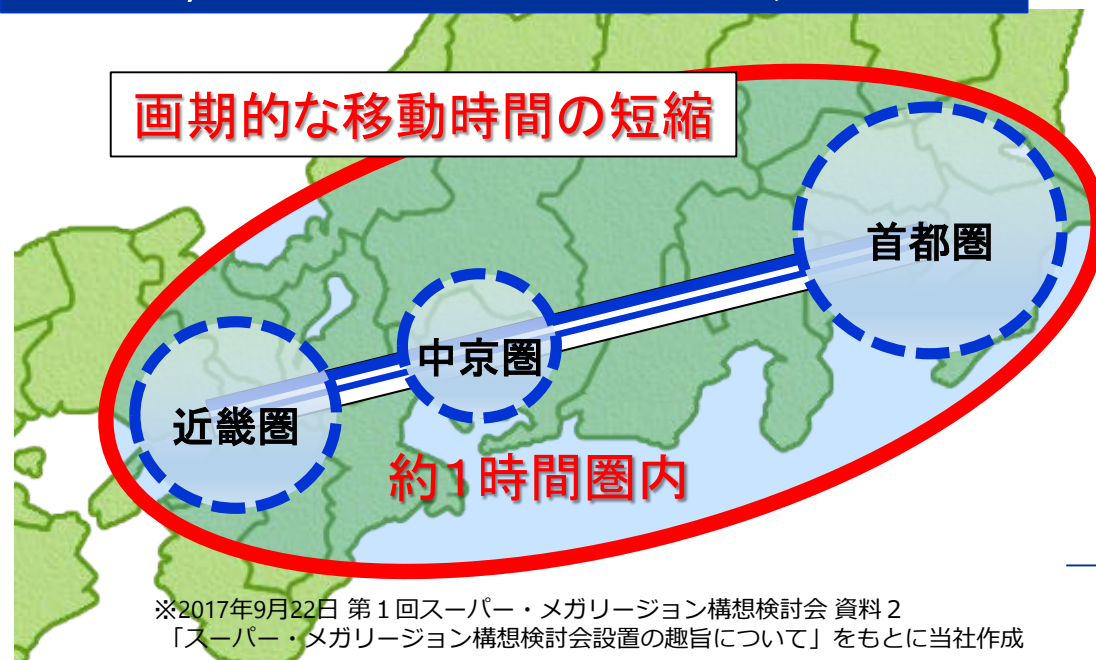 画期的な移動時間の短縮
首都圏
中京圏
近畿圏
約1時間圏内
※2017年9月22日 第１回スーパー・メガリージョン構想検討会 資料２
「スーパー・メガリージョン構想検討会設置の趣旨について」をもとに当社作成